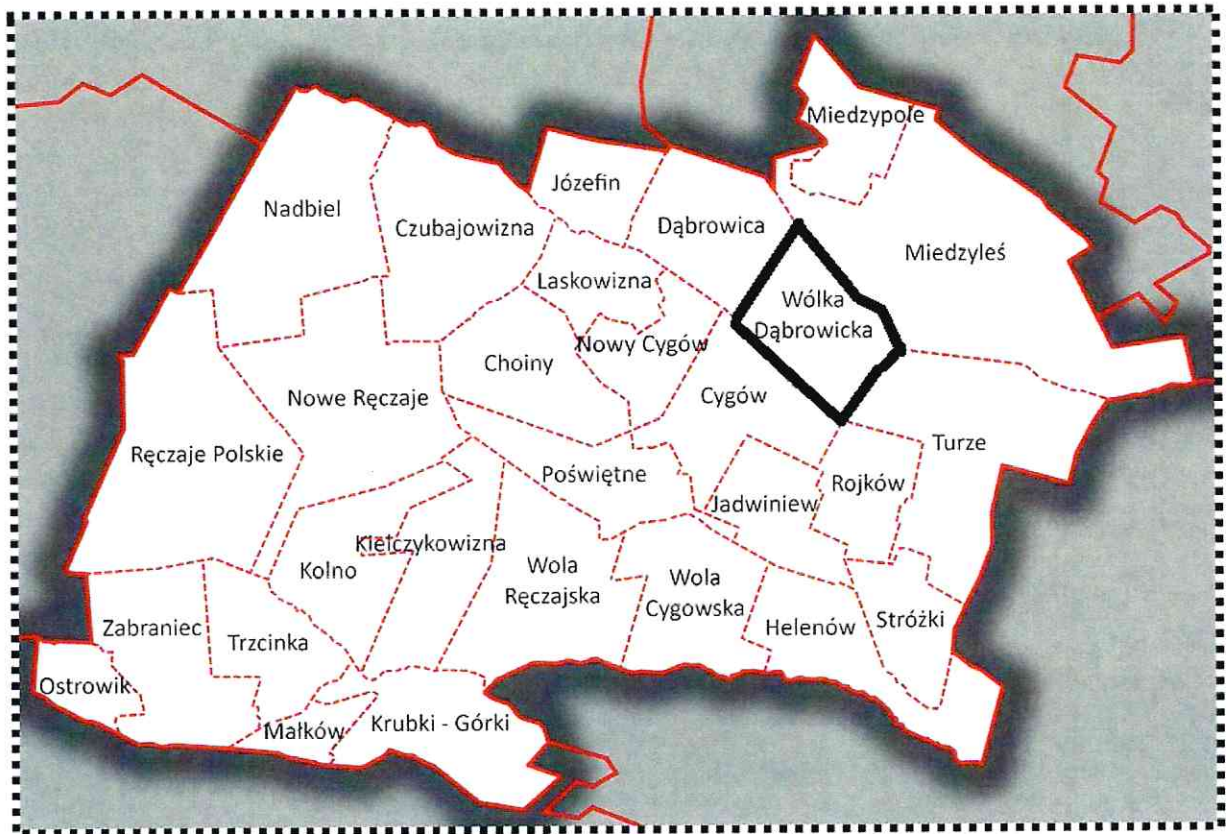 Miedzypole
Józefin
Nadbiel
Czubajowizna
Dąbrowica
Miedzyleś
Laskowizna
Wólka
Dąbrowicka
Nowy Cygów
Choiny
Nowe Ręczaje
Cygów
Ręczaje Polskie
Turze
Poświętne
Rojków
Jadwiniew
Kielczykowizna
Kolno
Wola
Ręczajska
Wola
Cygowska
Stróżki
Zabraniec
Trzcinka
Helenów
Ostrowik
Małków
Krubki - Górki